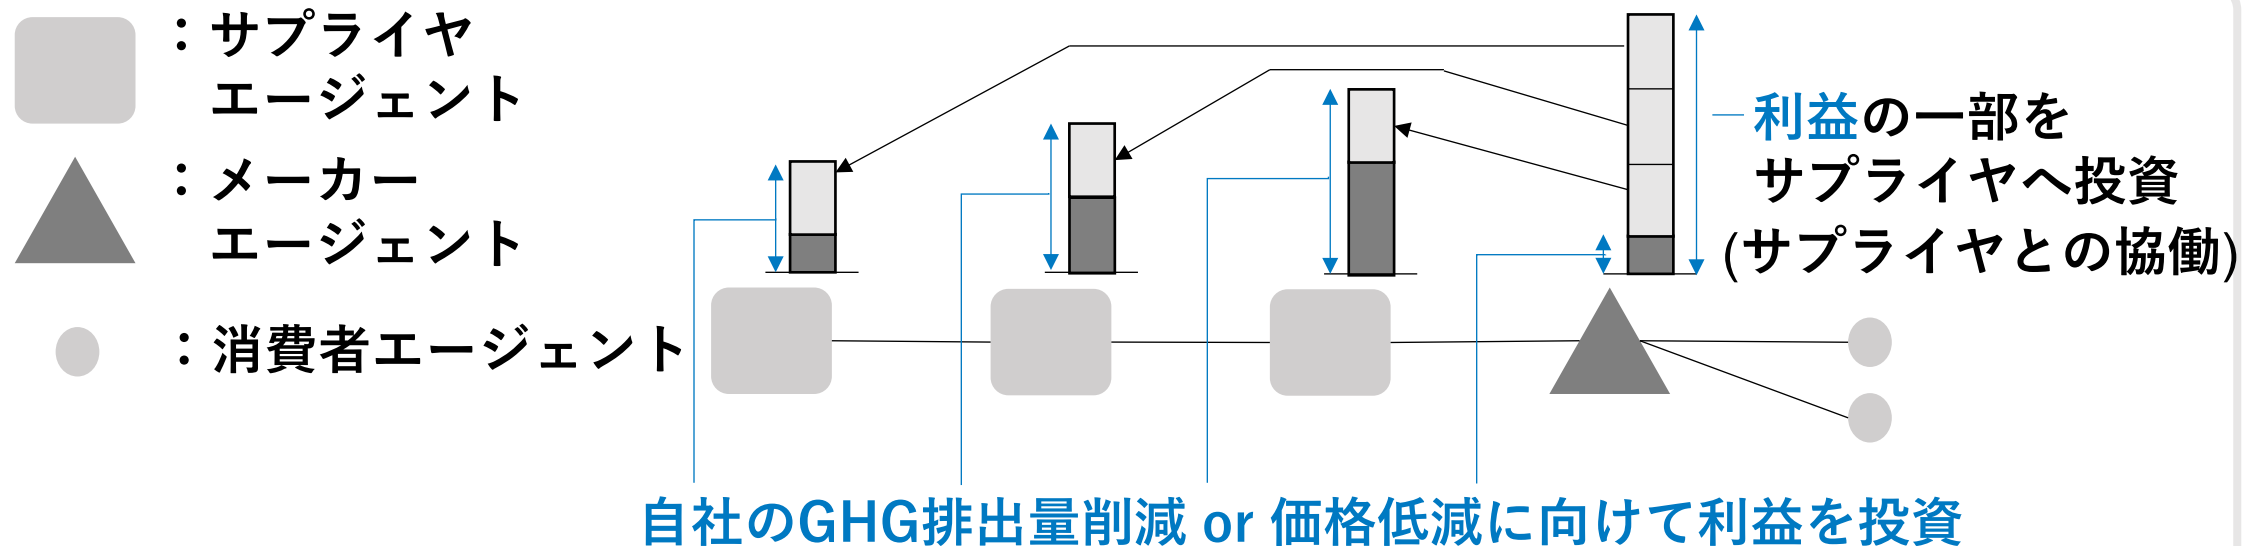 ：サプライヤ
エージェント
：メーカー
エージェント
：消費者エージェント
利益の一部を
サプライヤへ投資
(サプライヤとの協働)
自社のGHG排出量削減 or 価格低減に向けて利益を投資